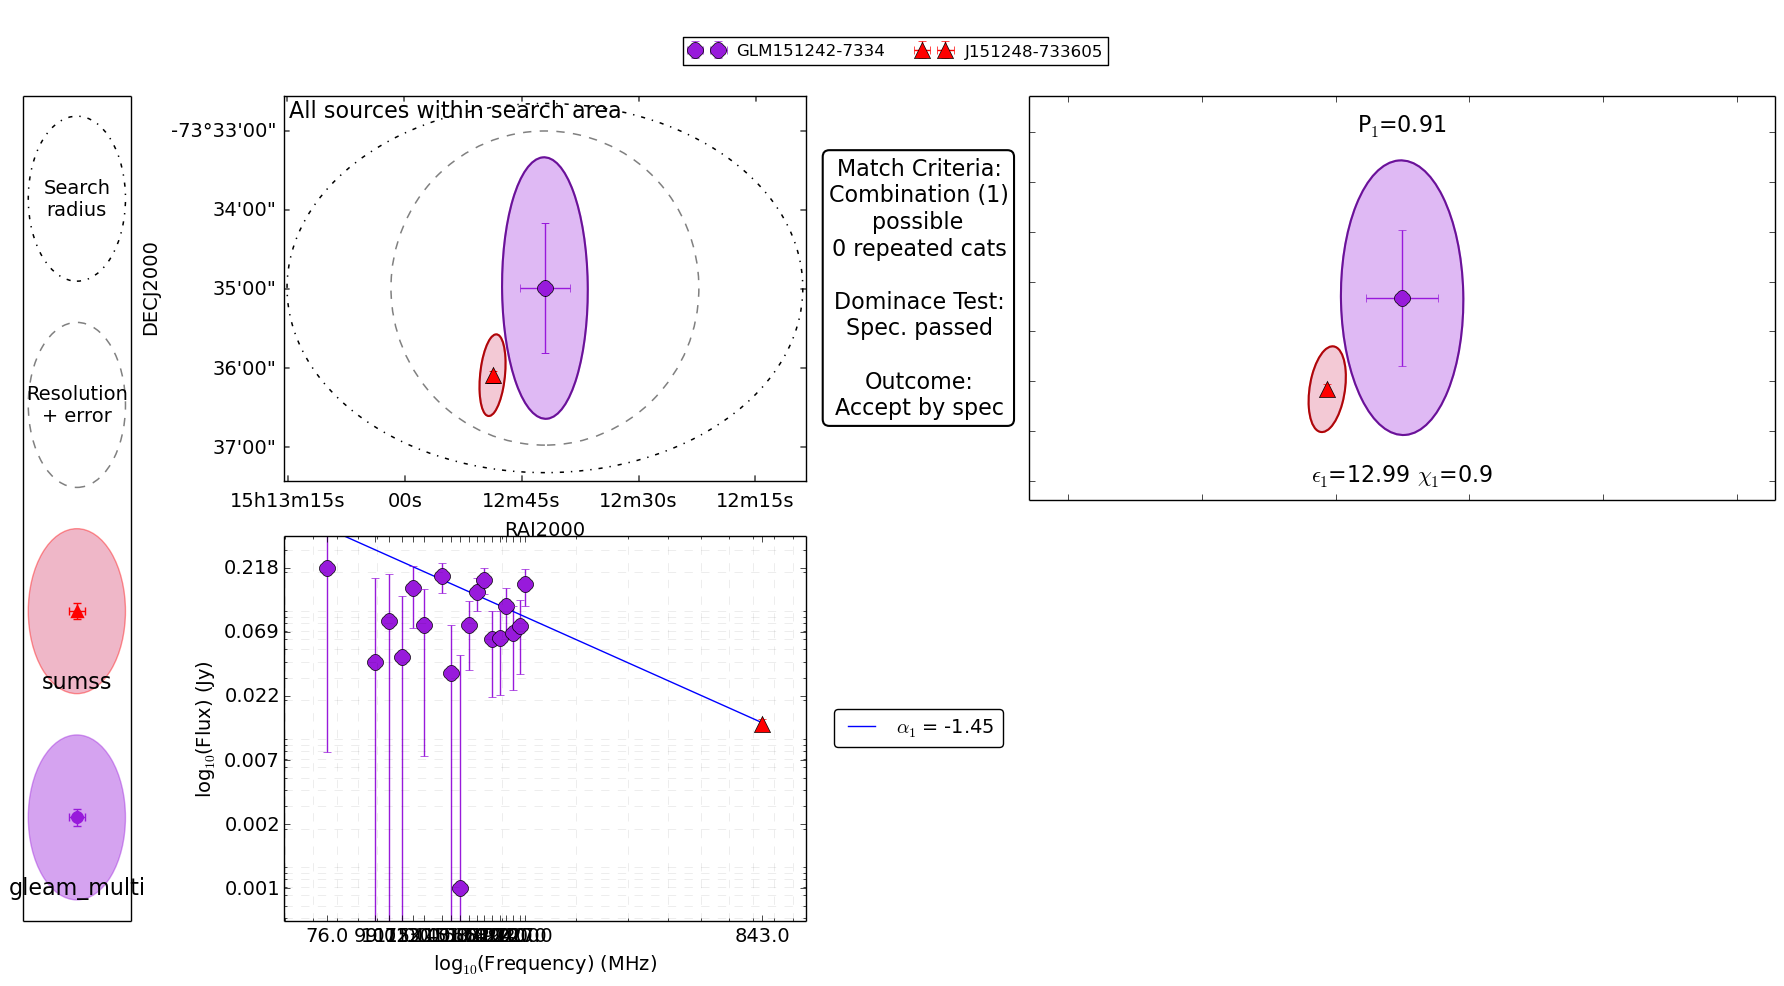 GLM151242-7334
J151248-733605
Search
radius
Resolution
+ error
sumss
gleam_multi
DECJ2000
All sources within search area
-73°33'00"
34'00"
35'00"
36'00"
37'00"
15h13m15s
00s
12m45s
12m30s
12m15s
RAJ2000
Match Criteria:
Combination (1)
possible
0 repeated cats
Dominace Test:
Spec. passed
Outcome:
Accept by spec
P₁=0.91
ϵ₁=12.99 χ₁=0.9
log₁₀(Flux) (Jy)
0.218
0.069
0.022
0.007
0.002
0.001
76.0
843.0
log₁₀(Frequency) (MHz)
α₁ = -1.45